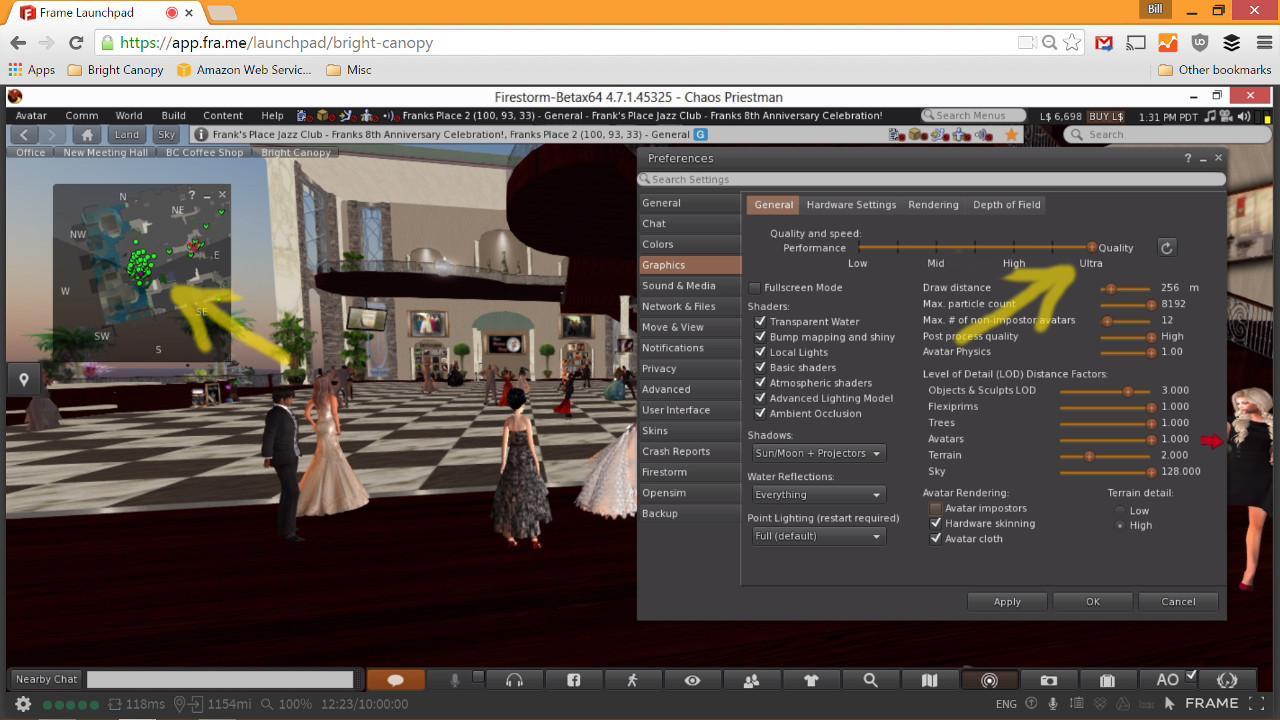 Frame Launchpad
Bill
https://app.fra.me/launchpad/bright-canopy
Apps Bright Canopy Amazon Web Servic... Misc Other bookmarks
Firestorm-Betax64 4.7.1.45325 - Chaos Priestman
Avatar Comm World Build Content Help Franks Place 2 (100, 93, 33) - General - Franks 8th Anniversary Celebration! Search Menus L$ 6,698 BUY L$ 1:31 PM PDT
Land Sky Frank's Place Jazz Club - Franks 8th Anniversary Celebration!, Franks Place 2 (100, 93, 33) - General G Search
Office New Meeting Hall BC Coffee Shop Bright Canopy
N
NE
E
SE
S
SW
W
NW
Preferences
Search Settings
General
Chat
Colors
Graphics
Sound & Media
Network & Files
Move & View
Notifications
Privacy
Advanced
User Interface
Skins
Crash Reports
Firestorm
Opensim
Backup
General Hardware Settings Rendering Depth of Field
Quality and speed:
Performance Quality
Low Mid High Ultra
Fullscreen Mode
Shaders:
Transparent Water
Bump mapping and shiny
Local Lights
Basic shaders
Atmospheric shaders
Advanced Lighting Model
Ambient Occlusion
Shadows:
Sun/Moon + Projectors
Water Reflections:
Everything
Point Lighting (restart required)
Full (default)
Draw distance 256 m
Max. particle count 8192
Max. # of non-impostor avatars 12
Post process quality High
Avatar Physics 1.00
Level of Detail (LOD) Distance Factors:
Objects & Sculpts LOD 3.000
Flexiprims 1.000
Trees 1.000
Avatars 1.000
Terrain 2.000
Sky 128.000
Avatar Rendering:
Avatar impostors
Hardware skinning
Avatar cloth
Terrain detail:
Low
High
Apply OK Cancel
Nearby Chat
AO
118ms 1154mi 100% 12:23/10:00:00 ENG FRAME